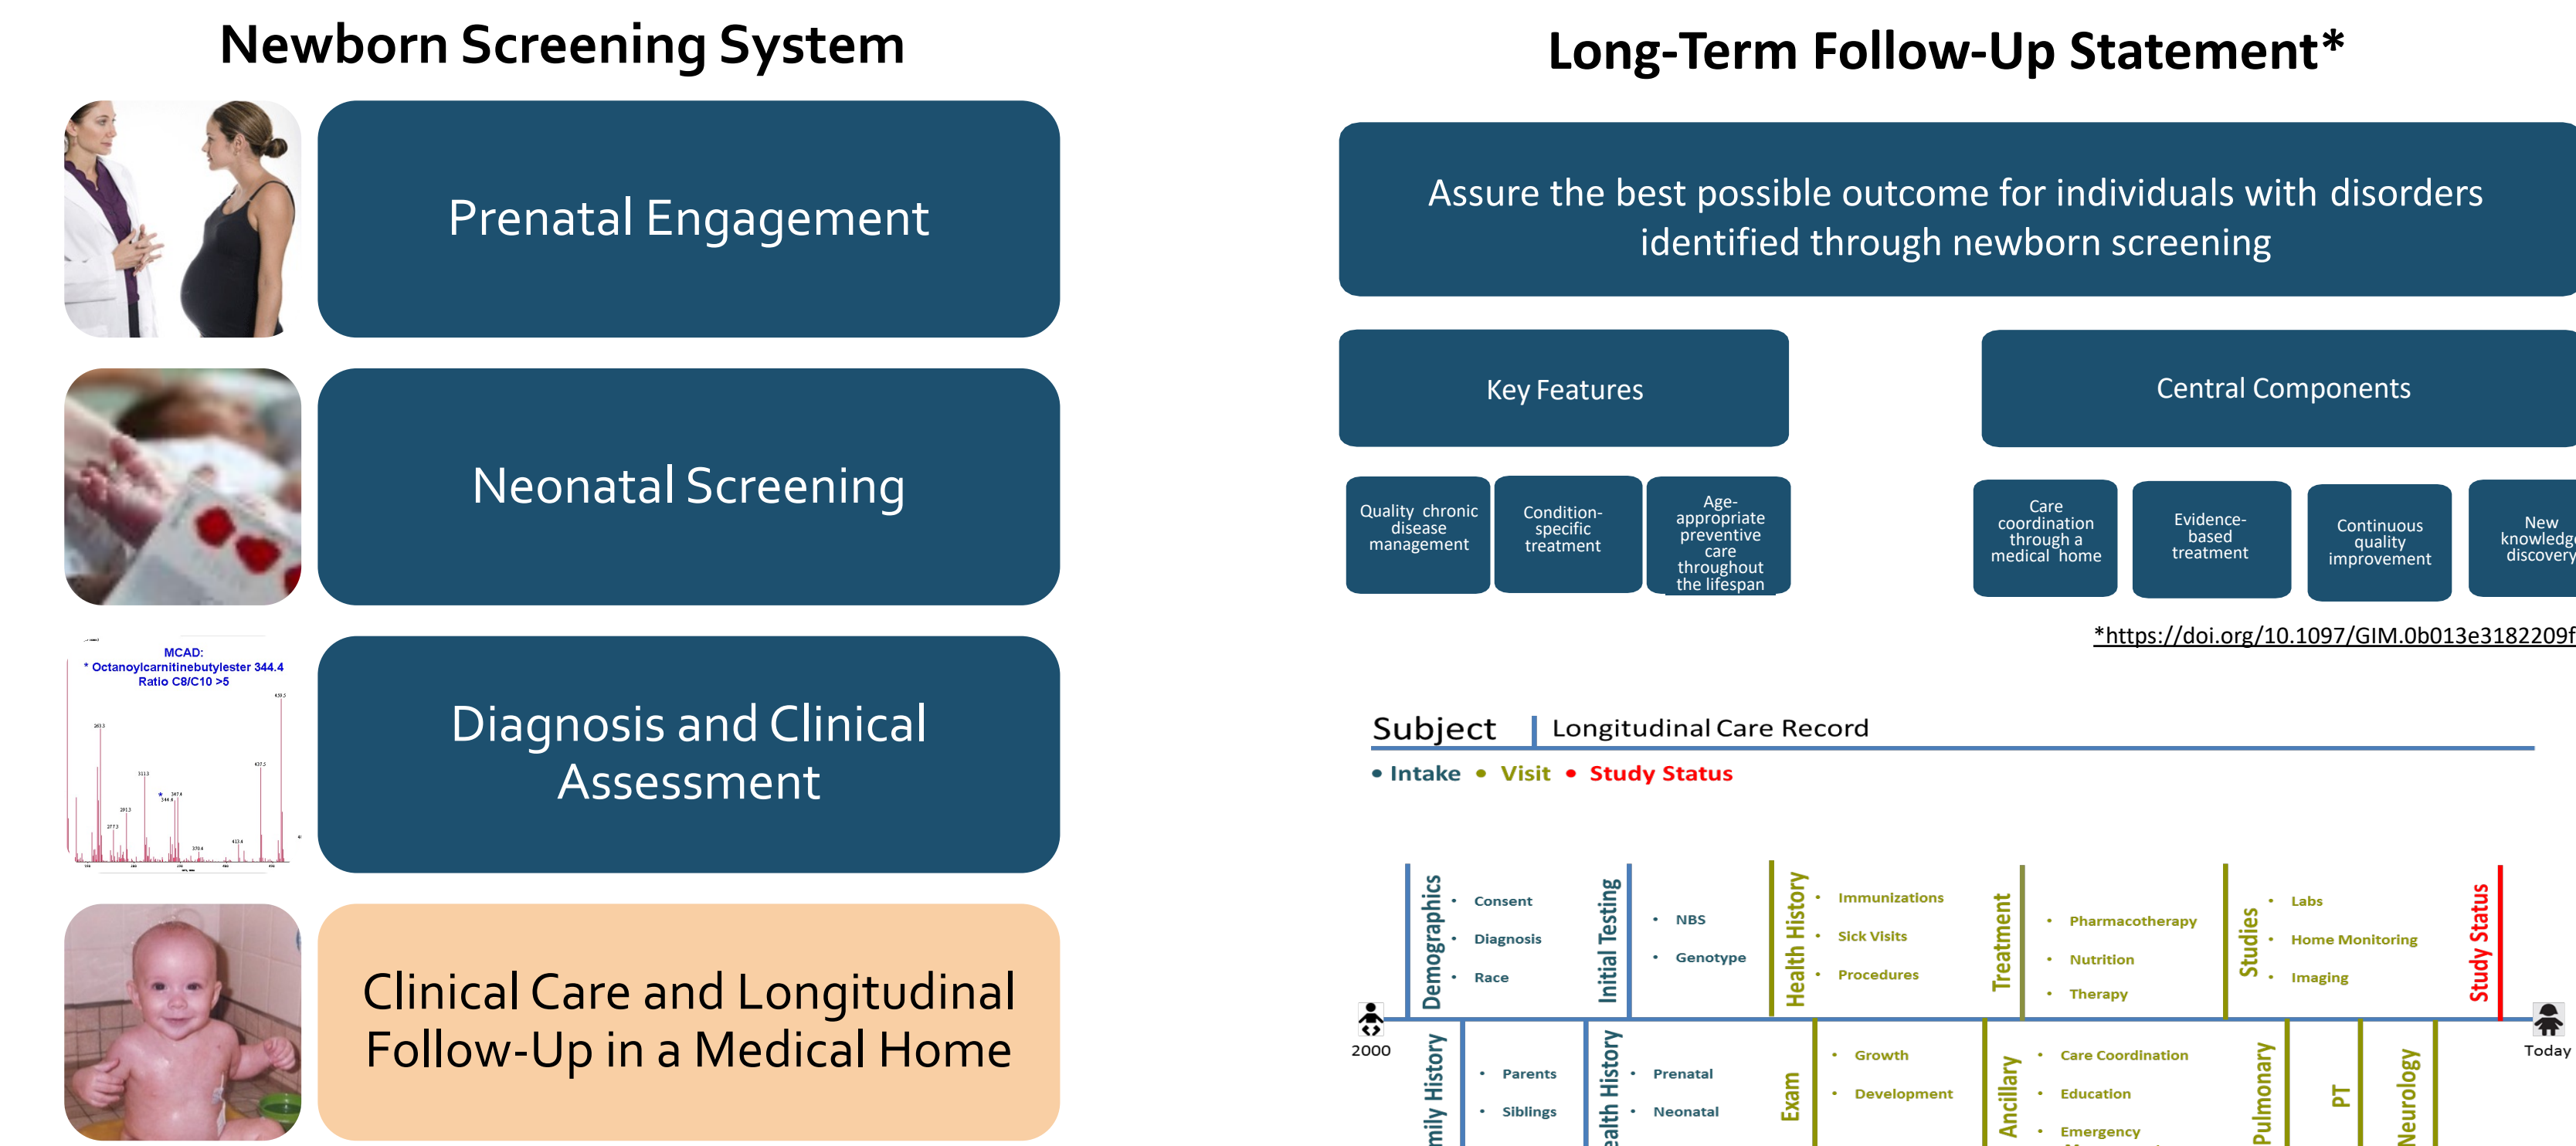 Newborn Screening System
Prenatal Engagement
Neonatal Screening
MCAD:
* Octanoylcarnitinebutylester 344.4
Ratio C8/C10 >5
Diagnosis and Clinical
Assessment
Clinical Care and Longitudinal
Follow-Up in a Medical Home
Long-Term Follow-Up Statement*
Assure the best possible outcome for individuals with disorders
identified through newborn screening
Key Features
Central Components
Quality chronic
disease
management
Condition-
specific
treatment
Age-
appropriate
preventive
care
throughout
the lifespan
Care
coordination
through a
medical home
Evidence-
based
treatment
Continuous
quality
improvement
New
knowledge
discovery
*https://doi.org/10.1097/GIM.0b013e3182209f
Subject | Longitudinal Care Record
• Intake • Visit • Study Status
Demographics
• Consent
• Diagnosis
• Race
Initial Testing
• NBS
• Genotype
Health History
• Immunizations
• Sick Visits
• Procedures
Treatment
• Pharmacotherapy
• Nutrition
• Therapy
Studies
• Labs
• Home Monitoring
• Imaging
Study Status
2000
Today
mily History
• Parents
• Siblings
ealth History
• Prenatal
• Neonatal
Exam
• Growth
• Development
Ancillary
• Care Coordination
• Education
• Emergency
Pulmonary
PT
Neurology